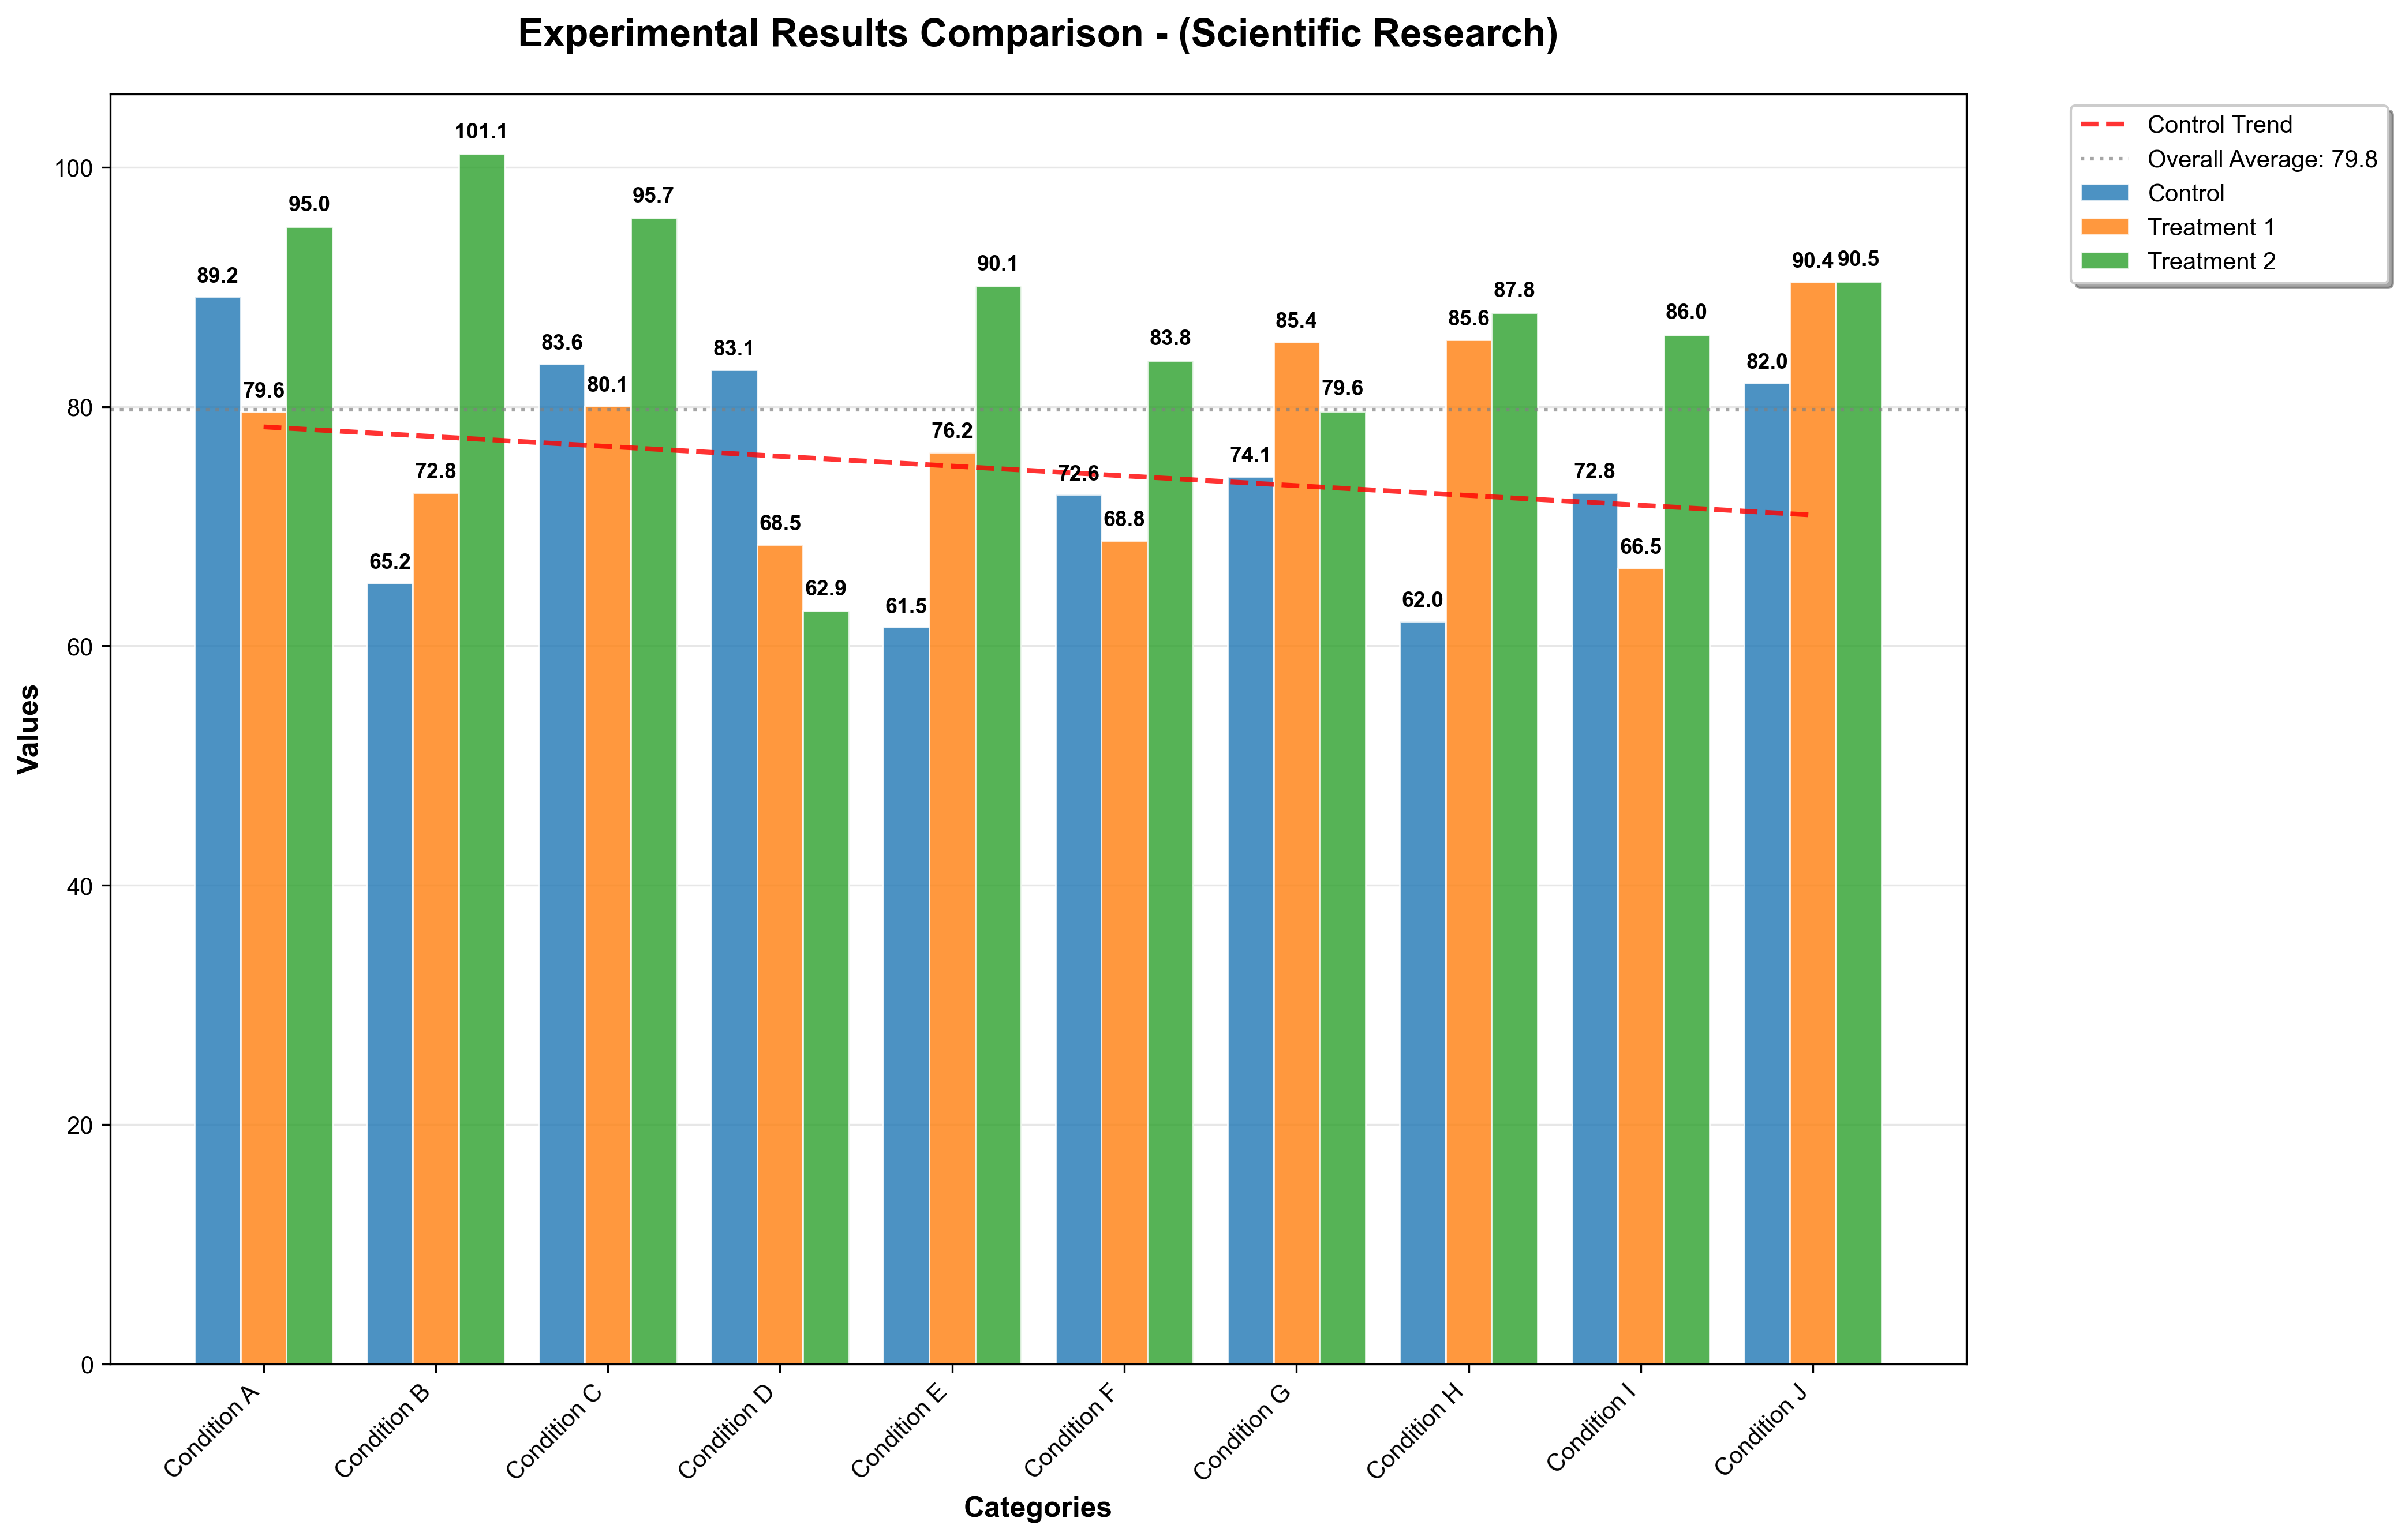 Experimental Results Comparison - (Scientific Research)
Control Trend
Overall Average: 79.8
Control
Treatment 1
Treatment 2
Values
100
80
60
40
20
0
89.2
79.6
95.0
65.2
72.8
101.1
83.6
80.1
95.7
83.1
68.5
62.9
61.5
76.2
90.1
72.6
68.8
83.8
74.1
85.4
79.6
62.0
85.6
87.8
72.8
66.5
86.0
82.0
90.4
90.5
Condition A
Condition B
Condition C
Condition D
Condition E
Condition F
Condition G
Condition H
Condition I
Condition J
Categories